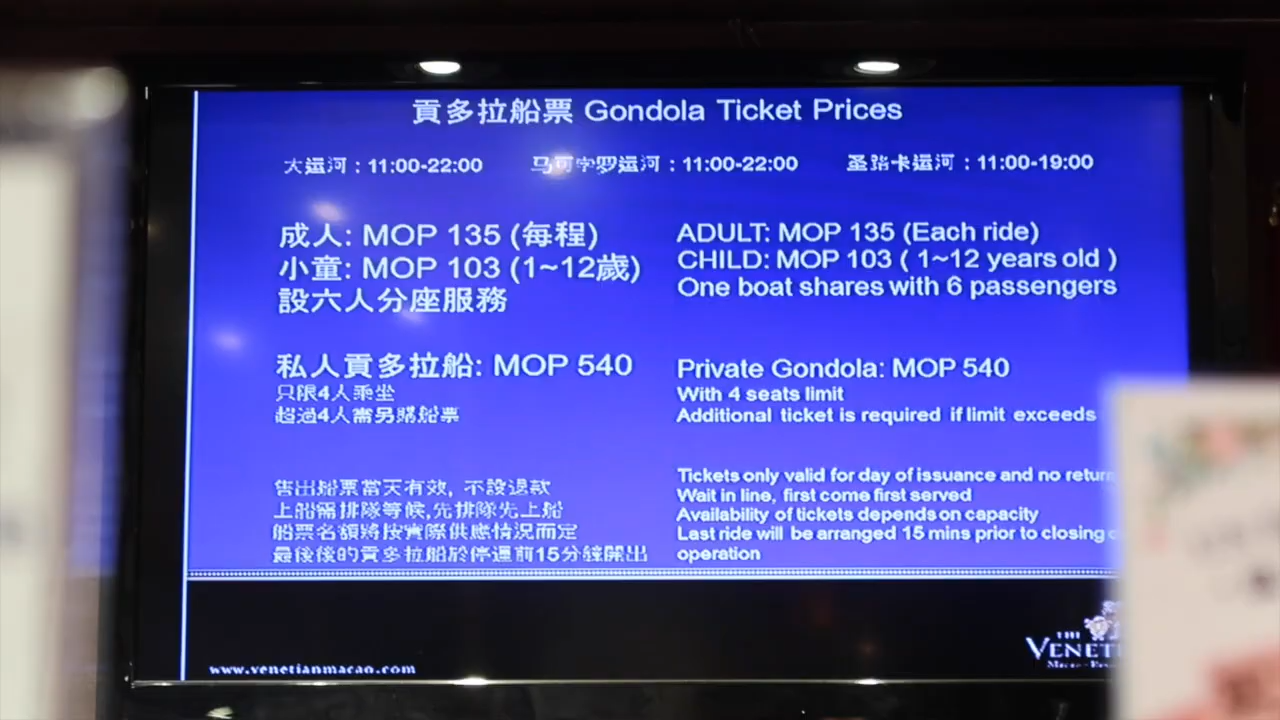 貢多拉船票 Gondola Ticket Prices
大运河 : 11:00-22:00 马可孛罗运河 : 11:00-22:00 圣路卡运河 : 11:00-19:00
成人: MOP 135 (每程)
小童: MOP 103 (1~12歲)
設六人分座服務
ADULT: MOP 135 (Each ride)
CHILD: MOP 103 ( 1~12 years old )
One boat shares with 6 passengers
私人貢多拉船: MOP 540
只限4人乘坐
超過4人需另購船票
Private Gondola: MOP 540
With 4 seats limit
Additional ticket is required if limit exceeds
售出船票當天有效, 不設退款
上船需排隊等候,先排隊先上船
船票名額將按實際供應情況而定
最後後的貢多拉船於停運前15分鐘開出
Tickets only valid for day of issuance and no return
Wait in line, first come first served
Availability of tickets depends on capacity
Last ride will be arranged 15 mins prior to closing
operation
www.venetianmacao.com
THE
VENETI